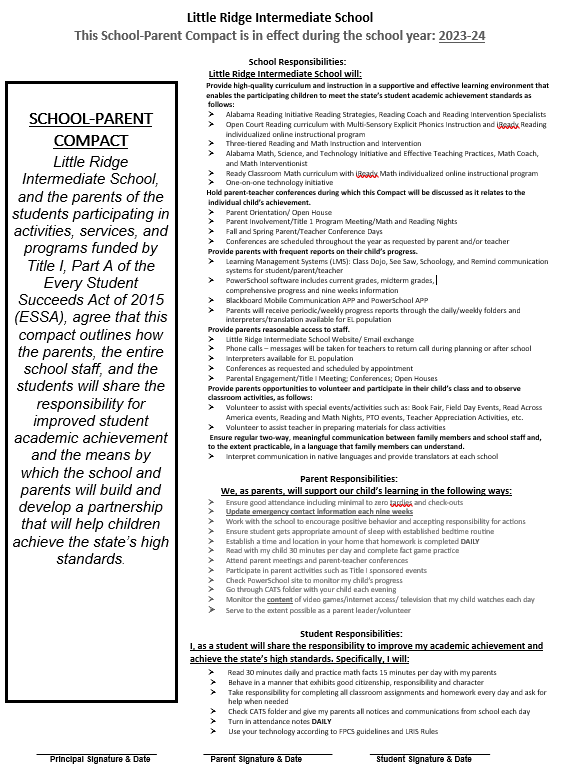 Little Ridge Intermediate School
This School-Parent Compact is in effect during the school year: 2023-24
SCHOOL-PARENT
COMPACT
Little Ridge
Intermediate School,
and the parents of the
students participating in
activities, services, and
programs funded by
Title I, Part A of the
Every Student
Succeeds Act of 2015
(ESSA), agree that this
compact outlines how
the parents, the entire
school staff, and the
students will share the
responsibility for
improved student
academic achievement
and the means by
which the school and
parents will build and
develop a partnership
that will help children
achieve the state's high
standards.
School Responsibilities:
Little Ridge Intermediate School will:
Provide high-quality curriculum and instruction in a supportive and effective learning environment that
enables the participating children to meet the state's student academic achievement standards as
follows:
➢ Alabama Reading Initiative Reading Strategies, Reading Coach and Reading Intervention Specialists
➢ Open Court Reading curriculum with Multi-Sensory Explicit Phonics Instruction and iReady Reading
individualized online instructional program
➢ Three-tiered Reading and Math Instruction and Intervention
➢ Alabama Math, Science, and Technology Initiative and Effective Teaching Practices, Math Coach,
and Math Interventionist
➢ Ready Classroom Math curriculum with iReady Math individualized online instructional program
➢ One-on-one technology initiative
Hold parent-teacher conferences during which this Compact will be discussed as it relates to the
individual child's achievement.
➢ Parent Orientation/ Open House
➢ Parent Involvement/Title 1 Program Meeting/Math and Reading Nights
➢ Fall and Spring Parent/Teacher Conference Days
➢ Conferences are scheduled throughout the year as requested by parent and/or teacher
Provide parents with frequent reports on their child's progress.
➢ Learning Management Systems (LMS): Class Dojo, See Saw, Schoology, and Remind communication
systems for student/parent/teacher
➢ PowerSchool software includes current grades, midterm grades,
comprehensive progress and nine weeks information
➢ Blackboard Mobile Communication APP and PowerSchool APP
➢ Parents will receive periodic/weekly progress reports through the daily/weekly folders and
interpreters/translation available for EL population
Provide parents reasonable access to staff.
➢ Little Ridge Intermediate School Website/ Email exchange
➢ Phone calls – messages will be taken for teachers to return call during planning or after school
➢ Interpreters available for EL population
➢ Conferences as requested and scheduled by appointment
➢ Parental Engagement/Title I Meeting; Conferences; Open Houses
Provide parents opportunities to volunteer and participate in their child's class and to observe
classroom activities, as follows:
➢ Volunteer to assist with special events/activities such as: Book Fair, Field Day Events, Read Across
America events, Reading and Math Nights, PTO events, Teacher Appreciation Activities, etc.
➢ Volunteer to assist teacher in preparing materials for class activities
Ensure regular two-way, meaningful communication between family members and school staff and,
to the extent practicable, in a language that family members can understand.
➢ Interpret communication in native languages and provide translators at each school
Parent Responsibilities:
We, as parents, will support our child's learning in the following ways:
➢ Ensure good attendance including minimal to zero tardies and check-outs
➢ Update emergency contact information each nine weeks
➢ Work with the school to encourage positive behavior and accepting responsibility for actions
➢ Ensure student gets appropriate amount of sleep with established bedtime routine
➢ Establish a time and location in your home that homework is completed DAILY
➢ Read with my child 30 minutes per day and complete fact game practice
➢ Attend parent meetings and parent-teacher conferences
➢ Participate in parent activities such as Title I sponsored events
➢ Check PowerSchool site to monitor my child's progress
➢ Go through CATS folder with your child each evening
➢ Monitor the content of video games/internet access/ television that my child watches each day
➢ Serve to the extent possible as a parent leader/volunteer
Student Responsibilities:
I, as a student will share the responsibility to improve my academic achievement and
achieve the state's high standards. Specifically, I will:
➢ Read 30 minutes daily and practice math facts 15 minutes per day with my parents
➢ Behave in a manner that exhibits good citizenship, responsibility and character
➢ Take responsibility for completing all classroom assignments and homework every day and ask for
help when needed
➢ Check CATS folder and give my parents all notices and communications from school each day
➢ Turn in attendance notes DAILY
➢ Use your technology according to FPCS guidelines and LRIS Rules
Principal Signature & Date Parent Signature & Date Student Signature & Date